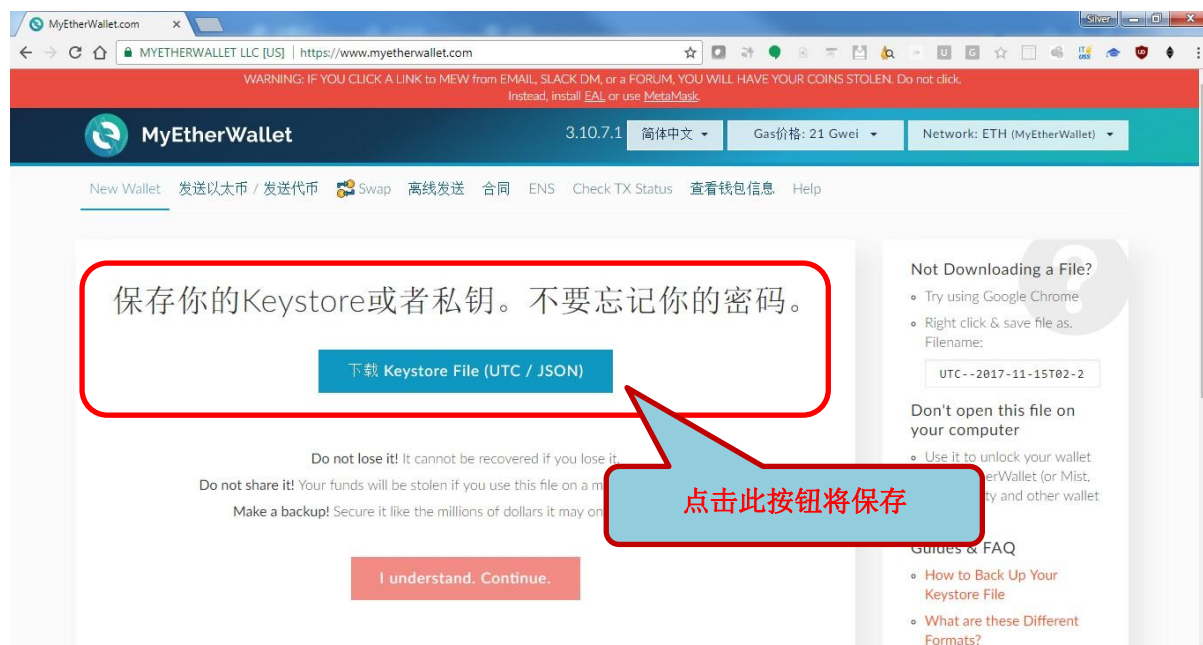 MyEtherWallet.com
Silver
MYETHERWALLET LLC [US] | https://www.myetherwallet.com
WARNING: IF YOU CLICK A LINK to MEW from EMAIL, SLACK DM, or a FORUM, YOU WILL HAVE YOUR COINS STOLEN. Do not click.
Instead, install EAL or use MetaMask.
MyEtherWallet
3.10.7.1 简体中文 Gas价格: 21 Gwei Network: ETH (MyEtherWallet)
New Wallet 发送以太币 / 发送代币 Swap 离线发送 合同 ENS Check TX Status 查看钱包信息 Help
保存你的Keystore或者私钥。不要忘记你的密码。
下载 Keystore File (UTC / JSON)
Do not lose it! It cannot be recovered if you lose it.
Do not share it! Your funds will be stolen if you use this file on a m
Make a backup! Secure it like the millions of dollars it may on
点击此按钮将保存
I understand. Continue.
Not Downloading a File?
Try using Google Chrome
Right click & save file as.
Filename:
UTC--2017-11-15T02-2
Don't open this file on
your computer
Use it to unlock your wallet
erWallet (or Mist,
ty and other wallet
Guides & FAQ
How to Back Up Your
Keystore File
What are these Different
Formats?